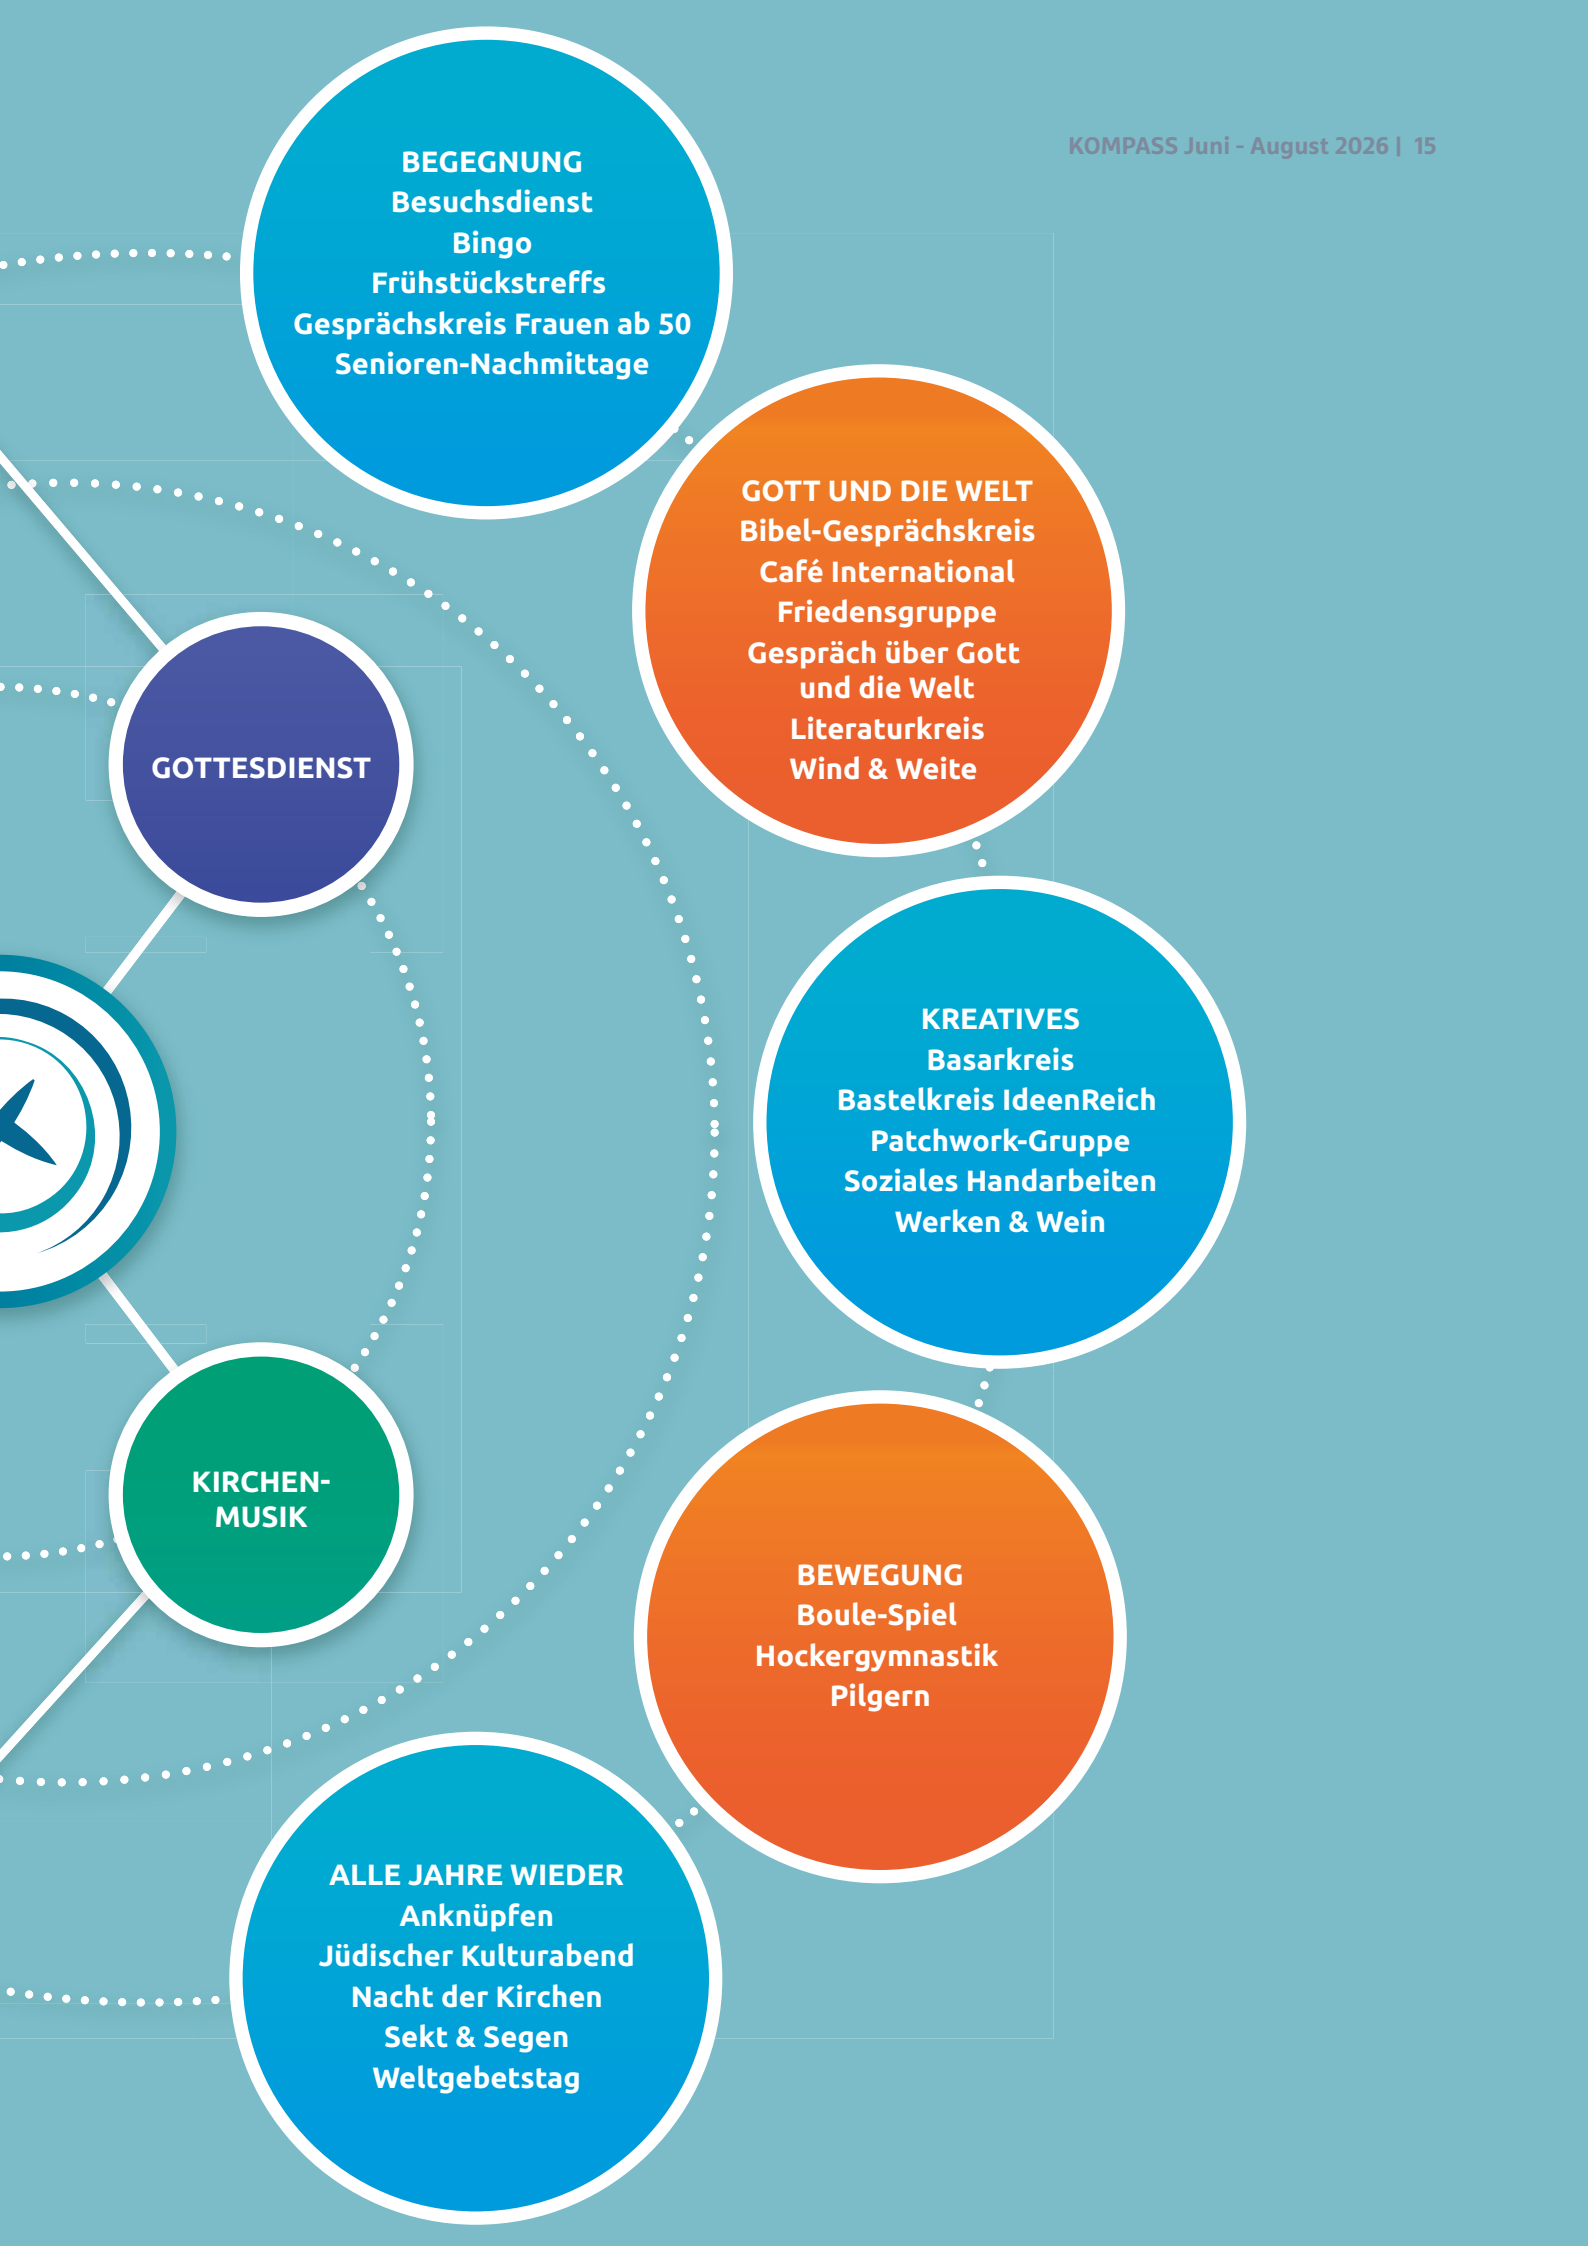 KOMPASS Juni - August 2026 | 15
BEGEGNUNG
Besuchsdienst
Bingo
Frühstückstreffs
Gesprächskreis Frauen ab 50
Senioren-Nachmittage
GOTT UND DIE WELT
Bibel-Gesprächskreis
Café International
Friedensgruppe
Gespräch über Gott
und die Welt
Literaturkreis
Wind & Weite
GOTTESDIENST
KREATIVES
Basarkreis
Bastelkreis IdeenReich
Patchwork-Gruppe
Soziales Handarbeiten
Werken & Wein
KIRCHEN-
MUSIK
BEWEGUNG
Boule-Spiel
Hockergymnastik
Pilgern
ALLE JAHRE WIEDER
Anknüpfen
Jüdischer Kulturabend
Nacht der Kirchen
Sekt & Segen
Weltgebetstag